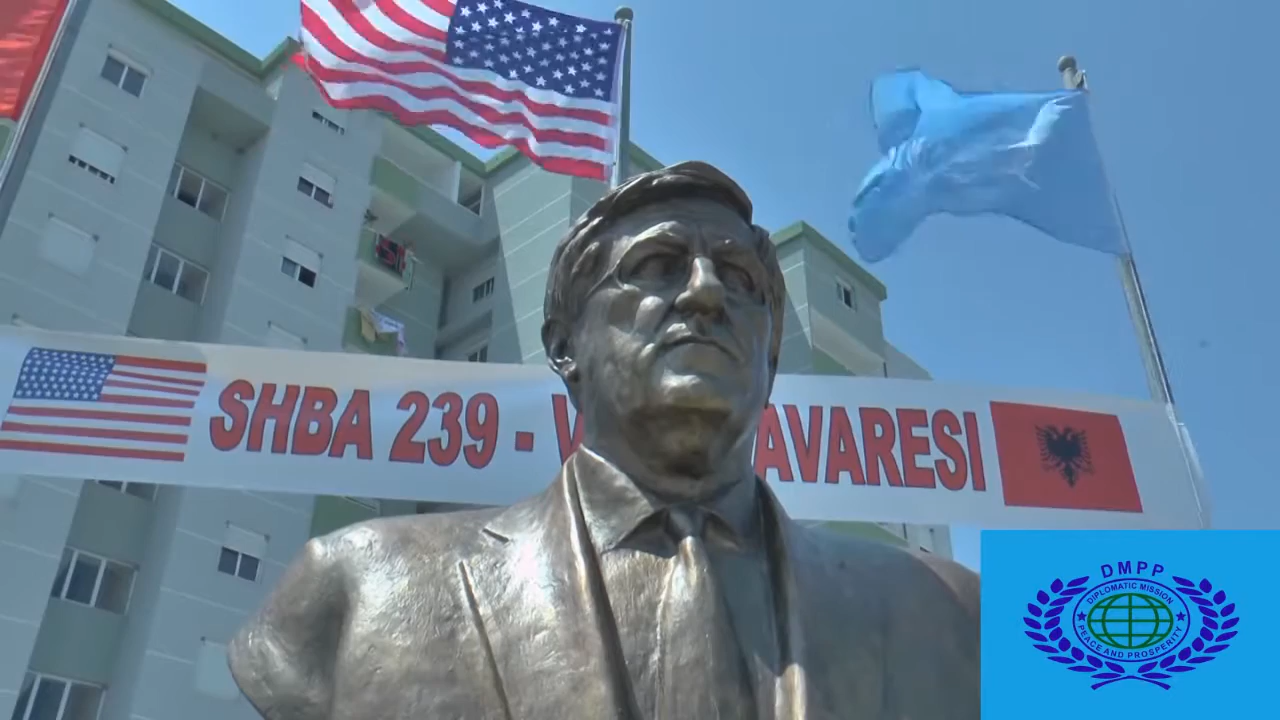 SHBA 239 -
AVARESI
DMPP
DIPLOMATIC MISSION
PEACE AND PROSPERITY